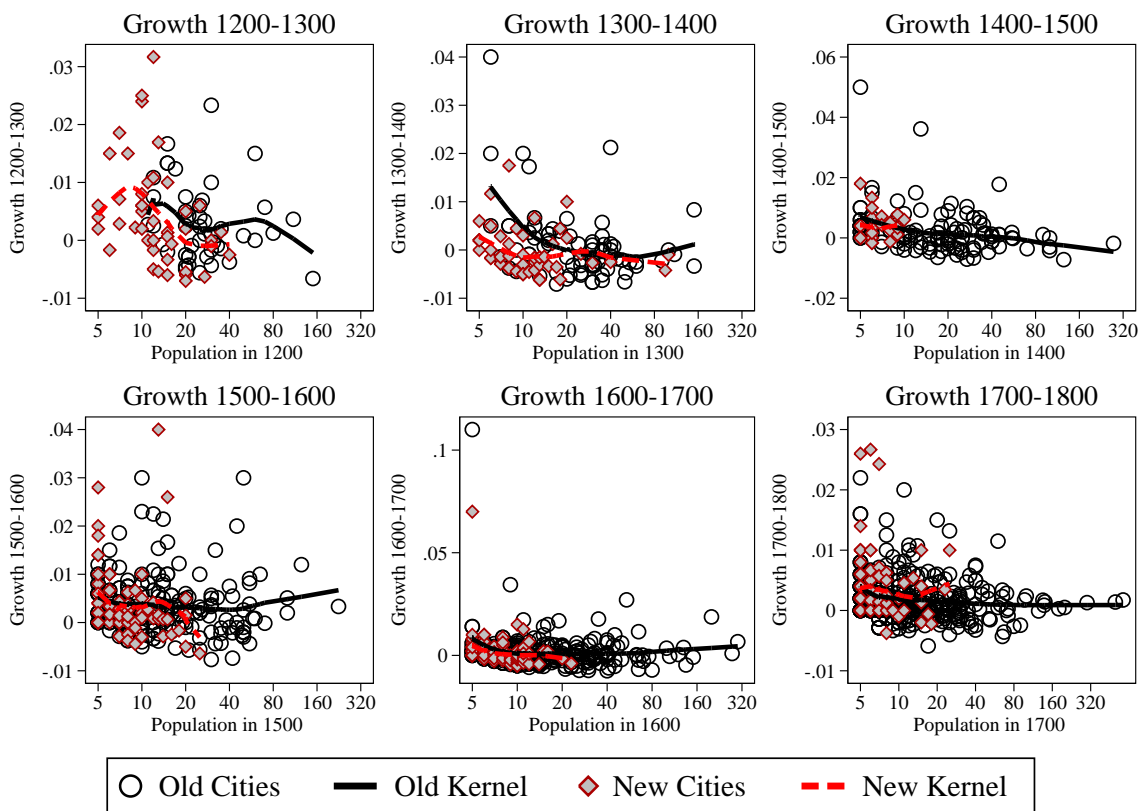 Growth 1200-1300
Growth 1300-1400
Growth 1400-1500
Growth 1200-1300
.03
.02
.01
0
-.01
5 10 20 40 80 160 320
Population in 1200
Growth 1300-1400
.04
.03
.02
.01
0
-.01
5 10 20 40 80 160 320
Population in 1300
Growth 1400-1500
.06
.04
.02
0
-.02
5 10 20 40 80 160 320
Population in 1400
Growth 1500-1600
Growth 1600-1700
Growth 1700-1800
Growth 1500-1600
.04
.03
.02
.01
0
-.01
5 10 20 40 80 160 320
Population in 1500
Growth 1600-1700
.1
.05
0
5 10 20 40 80 160 320
Population in 1600
Growth 1700-1800
.03
.02
.01
0
-.01
5 10 20 40 80 160 320
Population in 1700
Old Cities Old Kernel New Cities New Kernel